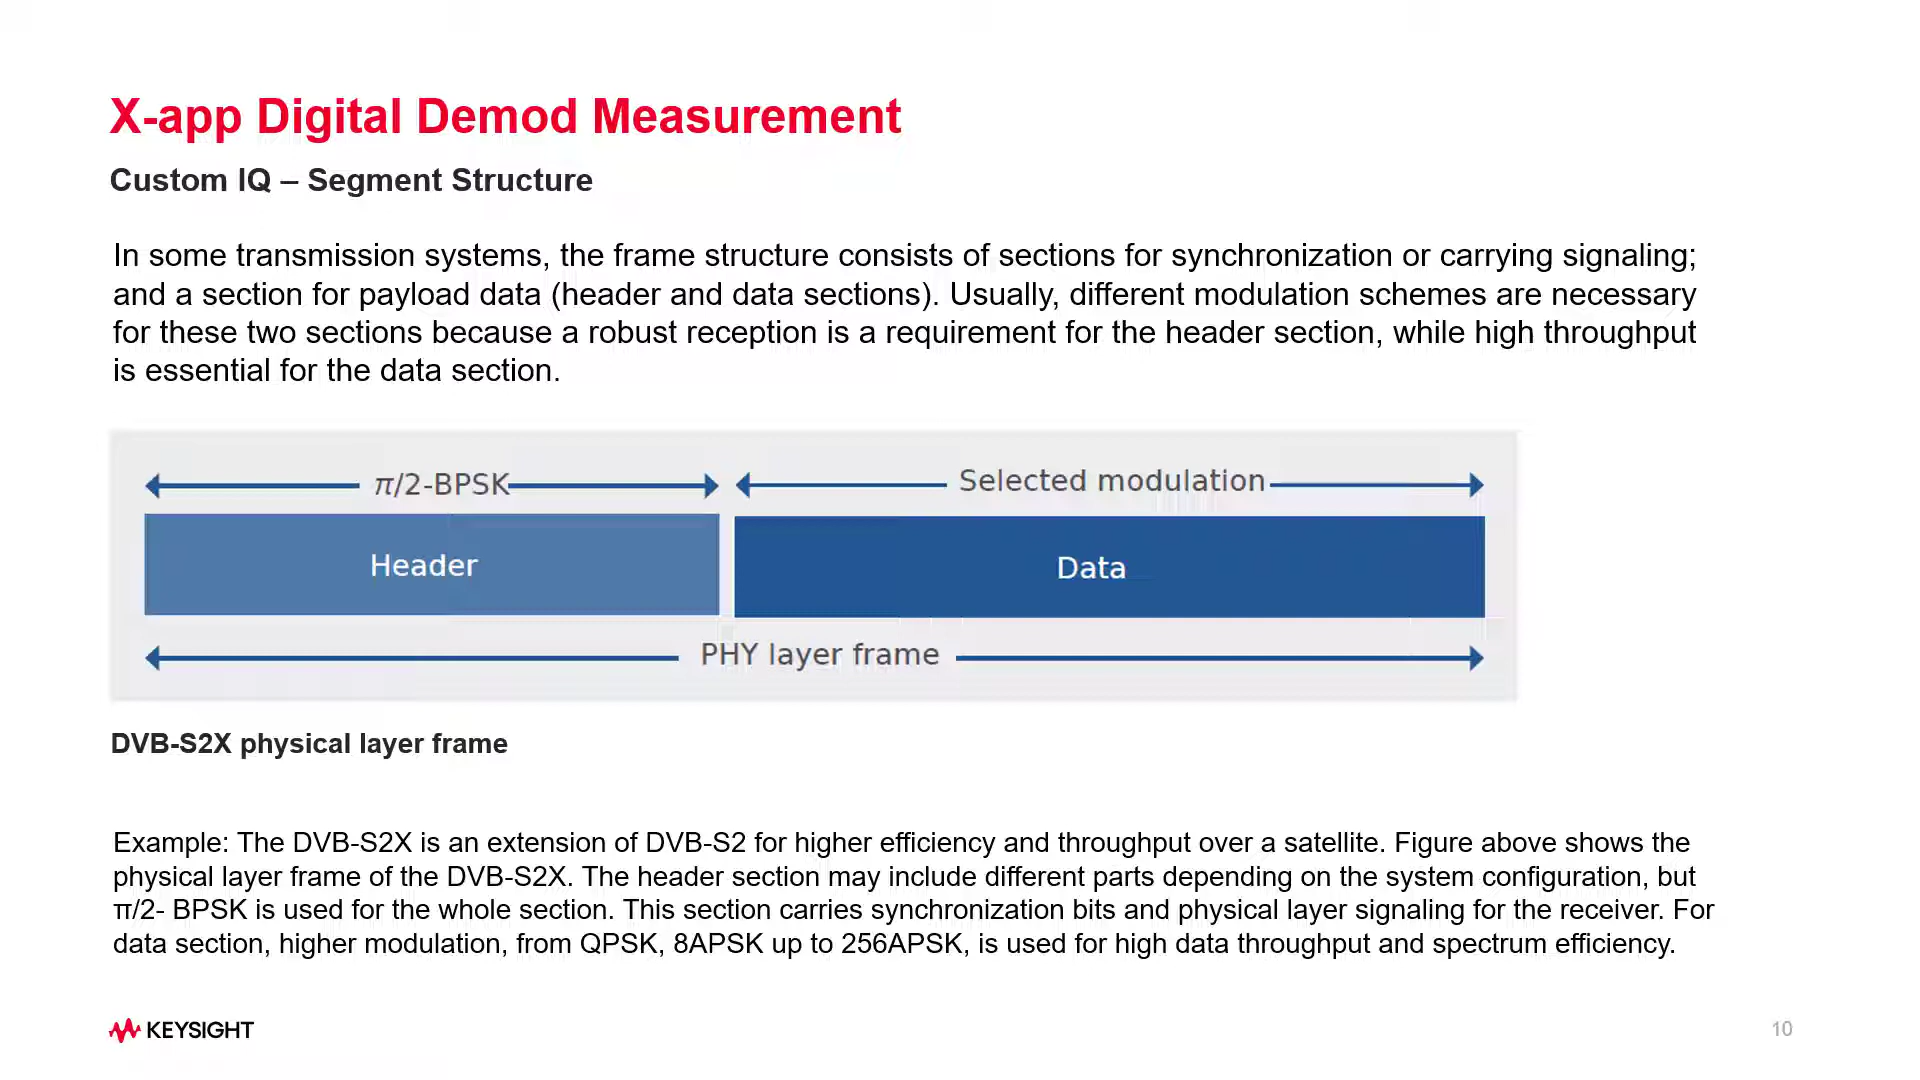 X-app Digital Demod Measurement
Custom IQ – Segment Structure
In some transmission systems, the frame structure consists of sections for synchronization or carrying signaling;
and a section for payload data (header and data sections). Usually, different modulation schemes are necessary
for these two sections because a robust reception is a requirement for the header section, while high throughput
is essential for the data section.
π/2-BPSK
Selected modulation
Header
Data
PHY layer frame
DVB-S2X physical layer frame
Example: The DVB-S2X is an extension of DVB-S2 for higher efficiency and throughput over a satellite. Figure above shows the
physical layer frame of the DVB-S2X. The header section may include different parts depending on the system configuration, but
π/2- BPSK is used for the whole section. This section carries synchronization bits and physical layer signaling for the receiver. For
data section, higher modulation, from QPSK, 8APSK up to 256APSK, is used for high data throughput and spectrum efficiency.
KEYSIGHT
10